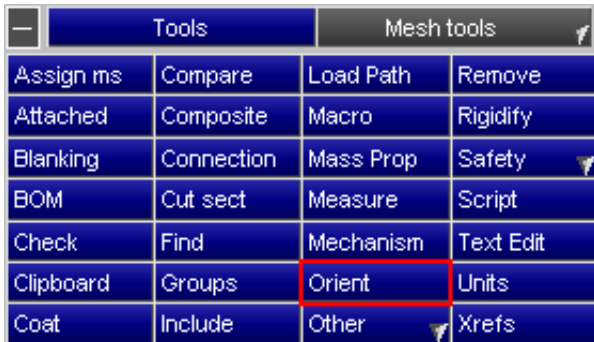 Tools Mesh tools
Assign ms Compare Load Path Remove
Attached Composite Macro Rigidify
Blanking Connection Mass Prop Safety
BOM Cut sect Measure Script
Check Find Mechanism Text Edit
Clipboard Groups Orient Units
Coat Include Other Xrefs